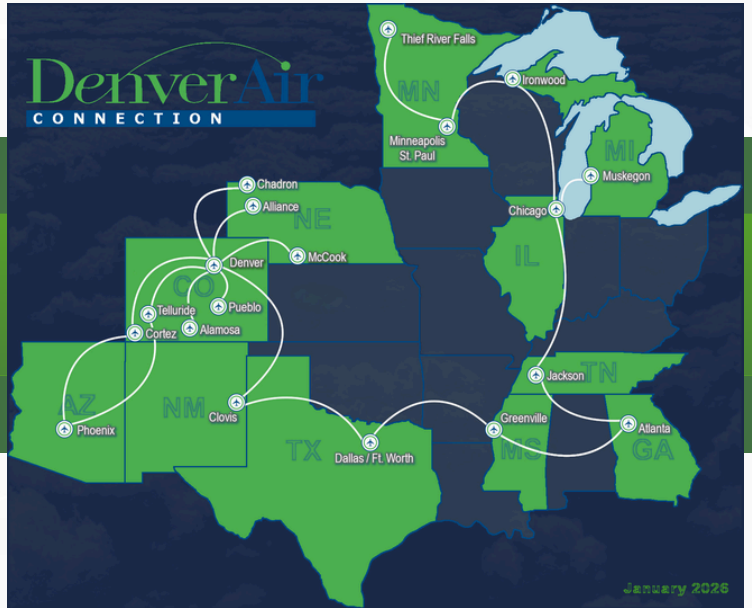 Denver Air
CONNECTION
Thief River Falls
MN
Ironwood
Minneapolis
St. Paul
MI
Muskegon
Chicago
IL
Chadron
Alliance
NE
McCook
Denver
CO
Telluride
Pueblo
Cortez
Alamosa
AZ
Phoenix
NM
Clovis
TX
Dallas / Ft. Worth
Jackson
TN
Greenville
MS
Atlanta
GA
January 2026